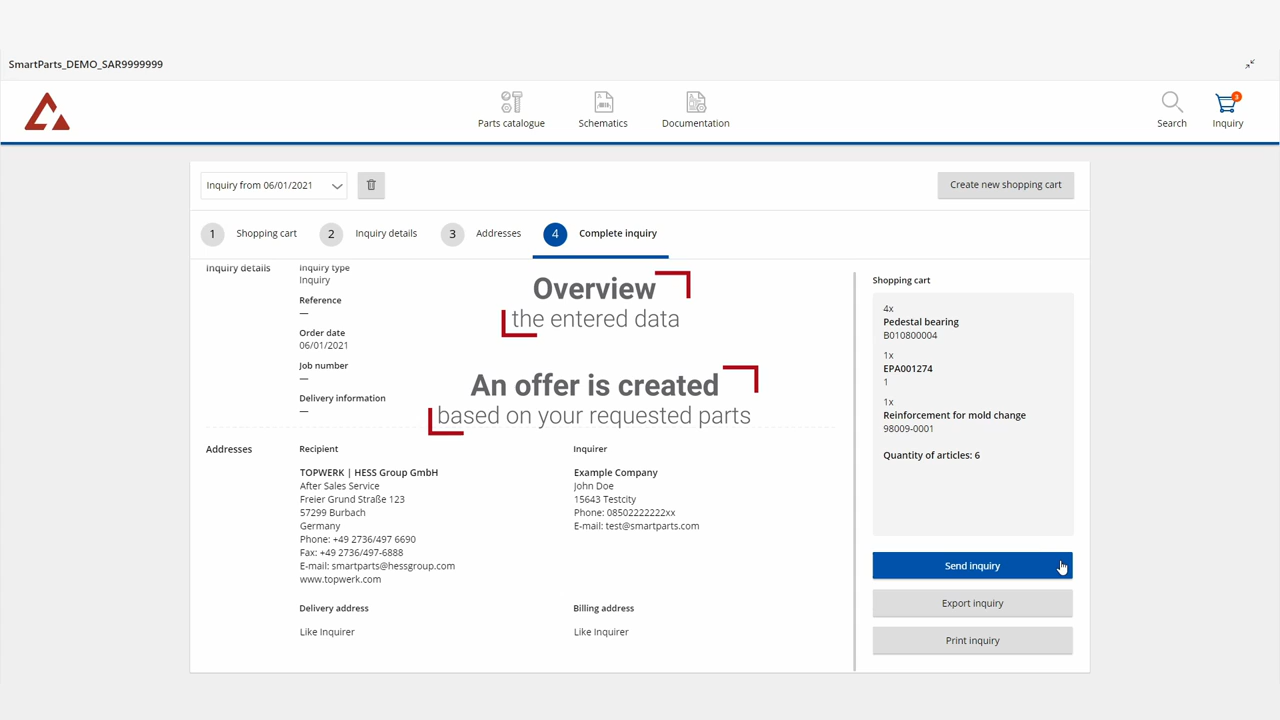 SmartParts_DEMO_SAR9999999
Parts catalogue
Schematics
Documentation
Search
3
Inquiry
Inquiry from 06/01/2021
Create new shopping cart
1 Shopping cart
2 Inquiry details
3 Addresses
4 Complete inquiry
Inquiry details
Inquiry type
Inquiry
Reference
—
Order date
06/01/2021
Job number
—
Delivery information
—
Overview
the entered data
An offer is created
based on your requested parts
Addresses
Recipient
TOPWERK | HESS Group GmbH
After Sales Service
Freier Grund Straße 123
57299 Burbach
Germany
Phone: +49 2736/497 6690
Fax: +49 2736/497-6888
E-mail: smartparts@hessgroup.com
www.topwerk.com
Inquirer
Example Company
John Doe
15643 Testcity
Phone: 08502222222xx
E-mail: test@smartparts.com
Delivery address
Like Inquirer
Billing address
Like Inquirer
Shopping cart
4x
Pedestal bearing
B010800004
1x
EPA001274
1
1x
Reinforcement for mold change
98009-0001
Quantity of articles: 6
Send inquiry
Export inquiry
Print inquiry